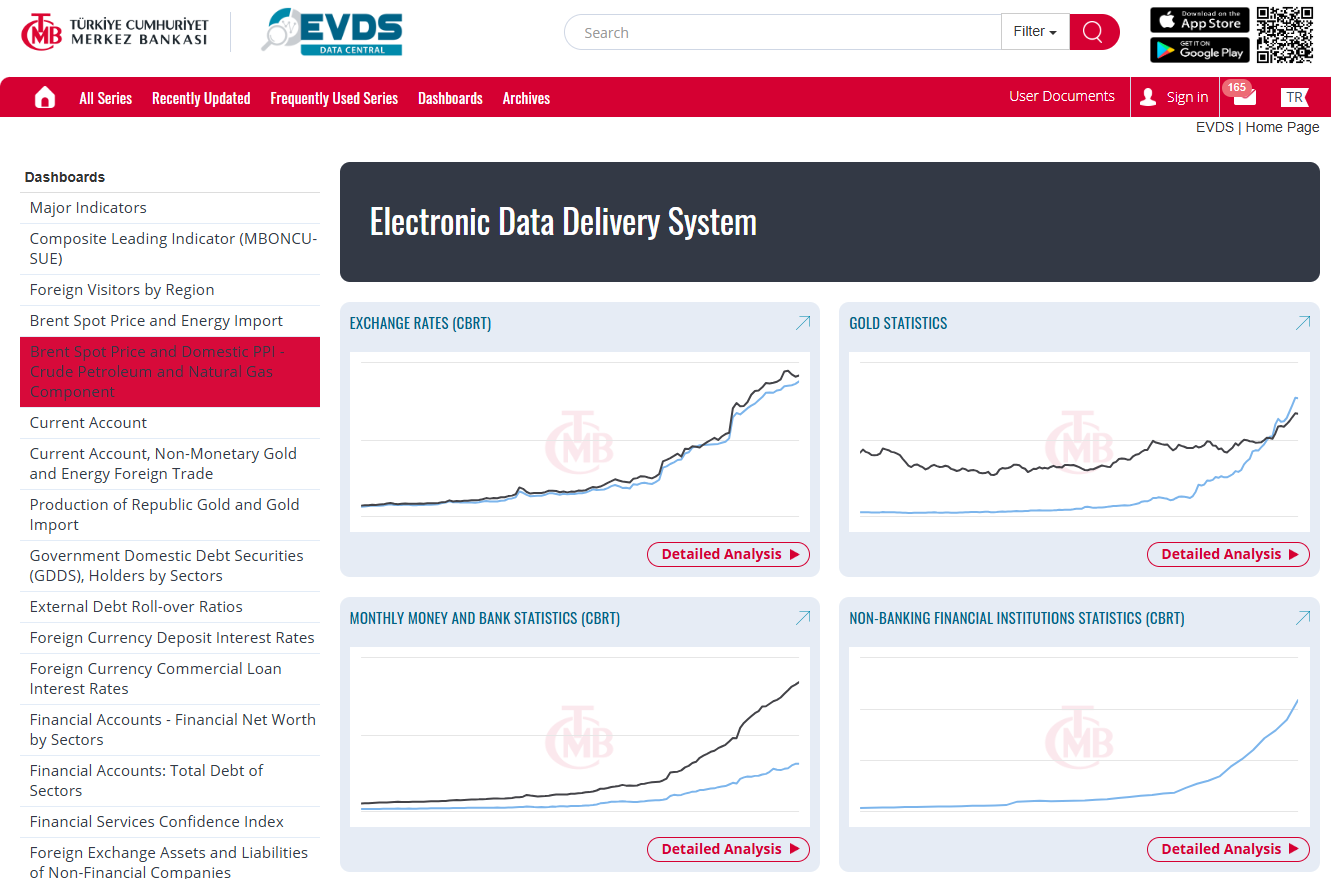 TÜRKİYE CUMHURİYET
MERKEZ BANKASI
TCMB
EVDS
DATA CENTRAL
Search
Filter
Download on the
App Store
GET IT ON
Google Play
All Series
Recently Updated
Frequently Used Series
Dashboards
Archives
User Documents
Sign in
165
TR
EVDS | Home Page
Dashboards
Major Indicators
Composite Leading Indicator (MBONCU-
SUE)
Foreign Visitors by Region
Brent Spot Price and Energy Import
Brent Spot Price and Domestic PPI -
Crude Petroleum and Natural Gas
Component
Current Account
Current Account, Non-Monetary Gold
and Energy Foreign Trade
Production of Republic Gold and Gold
Import
Government Domestic Debt Securities
(GDDS), Holders by Sectors
External Debt Roll-over Ratios
Foreign Currency Deposit Interest Rates
Foreign Currency Commercial Loan
Interest Rates
Financial Accounts - Financial Net Worth
by Sectors
Financial Accounts: Total Debt of
Sectors
Financial Services Confidence Index
Foreign Exchange Assets and Liabilities
of Non-Financial Companies
Electronic Data Delivery System
EXCHANGE RATES (CBRT)
TCMB
Detailed Analysis
GOLD STATISTICS
TCMB
Detailed Analysis
MONTHLY MONEY AND BANK STATISTICS (CBRT)
TCMB
Detailed Analysis
NON-BANKING FINANCIAL INSTITUTIONS STATISTICS (CBRT)
TCMB
Detailed Analysis